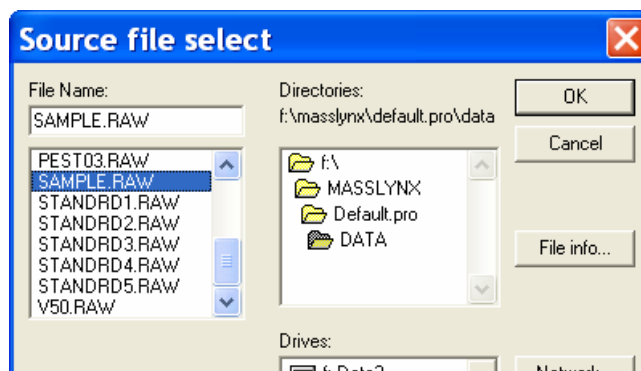 Source file select
File Name:
SAMPLE.RAW
PEST03.RAW
SAMPLE.RAW
STANDRD1.RAW
STANDRD2.RAW
STANDRD3.RAW
STANDRD4.RAW
STANDRD5.RAW
V50.RAW
Directories:
f:\masslynx\default.pro\data
f:\
MASSLYNX
Default.pro
DATA
Drives:
OK
Cancel
File info...
Network...